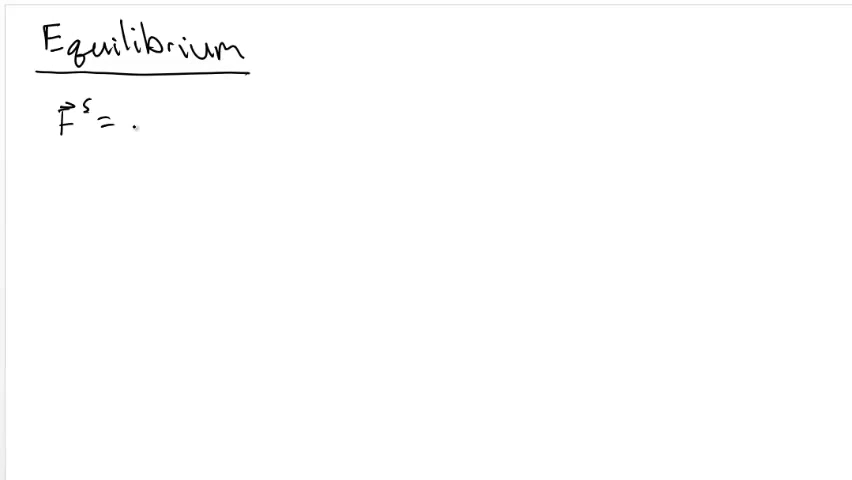 Equilibrium
F⃗ˢ = .